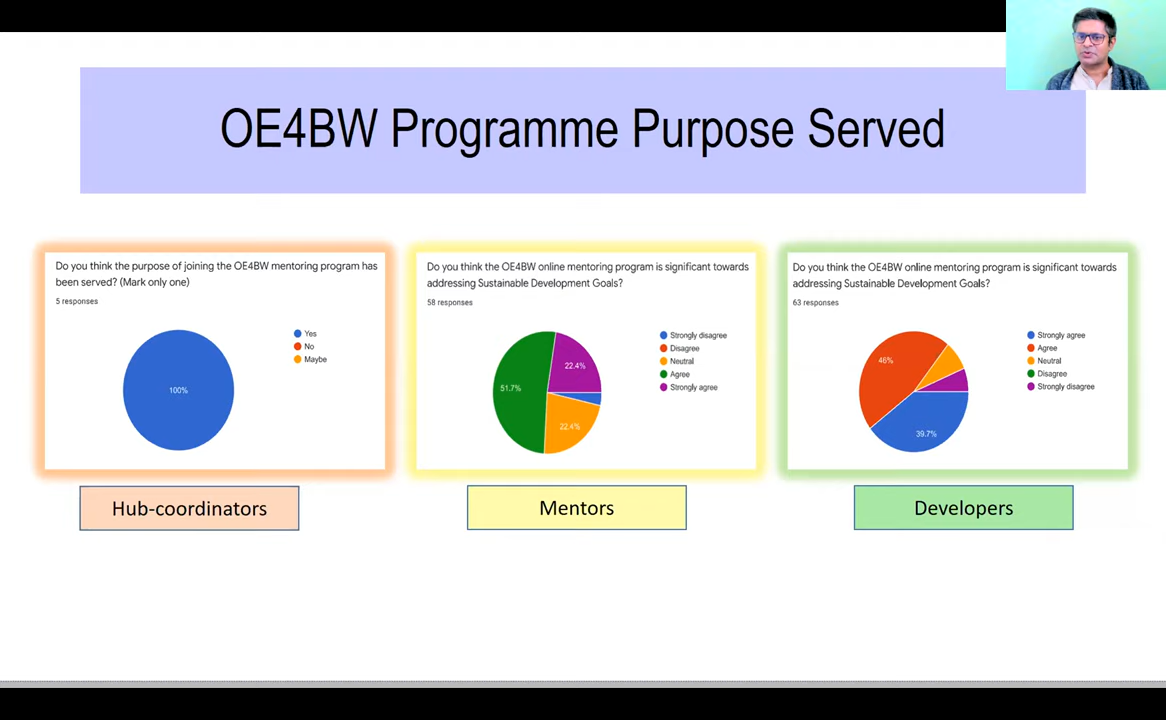 OE4BW Programme Purpose Served
Do you think the purpose of joining the OE4BW mentoring program has
been served? (Mark only one)
5 responses
100%
Yes
No
Maybe
Hub-coordinators
Do you think the OE4BW online mentoring program is significant towards
addressing Sustainable Development Goals?
58 responses
22.4%
51.7%
22.4%
Strongly disagree
Disagree
Neutral
Agree
Strongly agree
Mentors
Do you think the OE4BW online mentoring program is significant towards
addressing Sustainable Development Goals?
63 responses
46%
39.7%
Strongly agree
Agree
Neutral
Disagree
Strongly disagree
Developers